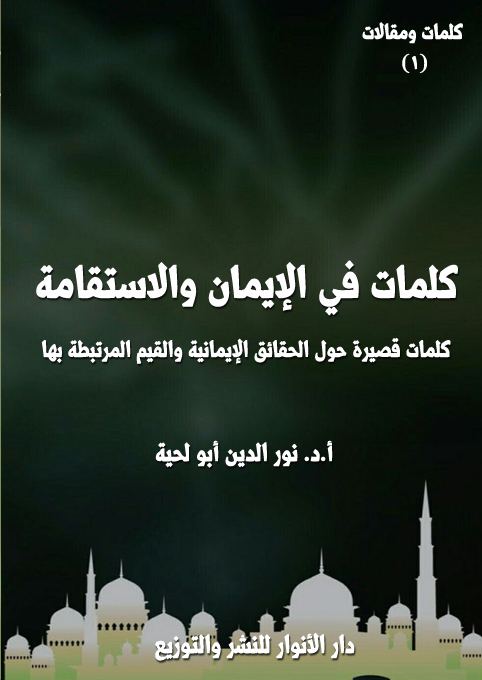 كلمات ومقالات
(١)
كلمات في الإيمان والاستقامة
كلمات قصيرة حول الحقائق الإيمانية والقيم المرتبطة بها
أ.د. نور الدين أبو لحية
دار الأنوار للنشر والتوزيع